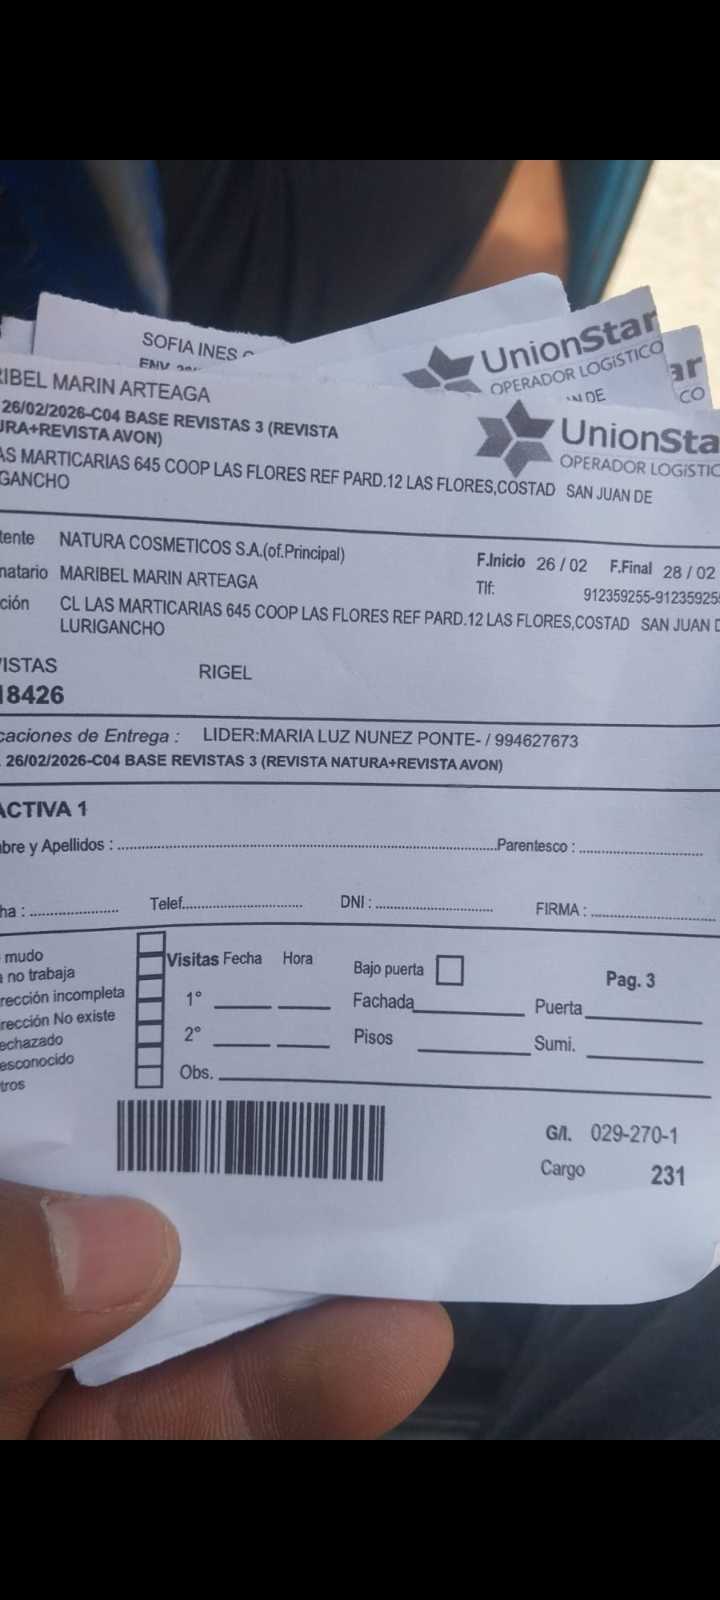 SOFIA INES
UnionStar
OPERADOR LOGÍSTICO
IBEL MARIN ARTEAGA
26/02/2026-C04 BASE REVISTAS 3 (REVISTA
URA+REVISTA AVON)
UnionSta
OPERADOR LOGÍSTIC
AS MARTICARIAS 645 COOP LAS FLORES REF PARD.12 LAS FLORES,COSTAD SAN JUAN DE
GANCHO
tente NATURA COSMETICOS S.A.(of.Principal)
F.Inicio 26 / 02 F.Final 28 / 02
natario MARIBEL MARIN ARTEAGA
Tlf: 912359255-91235925
ción CL LAS MARTICARIAS 645 COOP LAS FLORES REF PARD.12 LAS FLORES,COSTAD SAN JUAN D
LURIGANCHO
VISTAS RIGEL
18426
caciones de Entrega : LIDER:MARIA LUZ NUNEZ PONTE- / 994627673
26/02/2026-C04 BASE REVISTAS 3 (REVISTA NATURA+REVISTA AVON)
ACTIVA 1
bre y Apellidos : Parentesco :
ha : Telef. DNI : FIRMA :
mudo
no trabaja
rección incompleta
rección No existe
echazado
esconocido
tros
Visitas Fecha Hora
1°
2°
Obs.
Bajo puerta
Fachada
Pisos
Pag. 3
Puerta
Sumi.
G/I. 029-270-1
Cargo 231